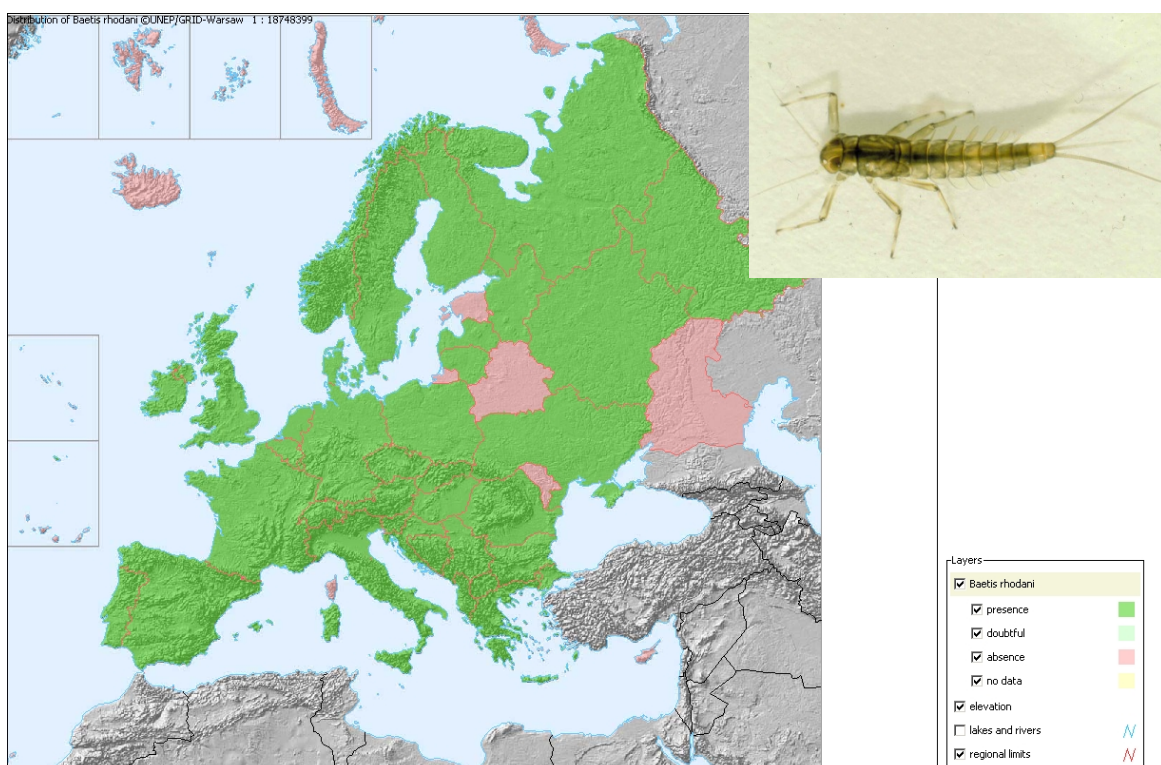 Distribution of Baetis rhodani ©UNEP/GRID-Warsaw 1 : 18748399
Layers
Baetis rhodani
presence
doubtful
absence
no data
elevation
lakes and rivers
regional limits